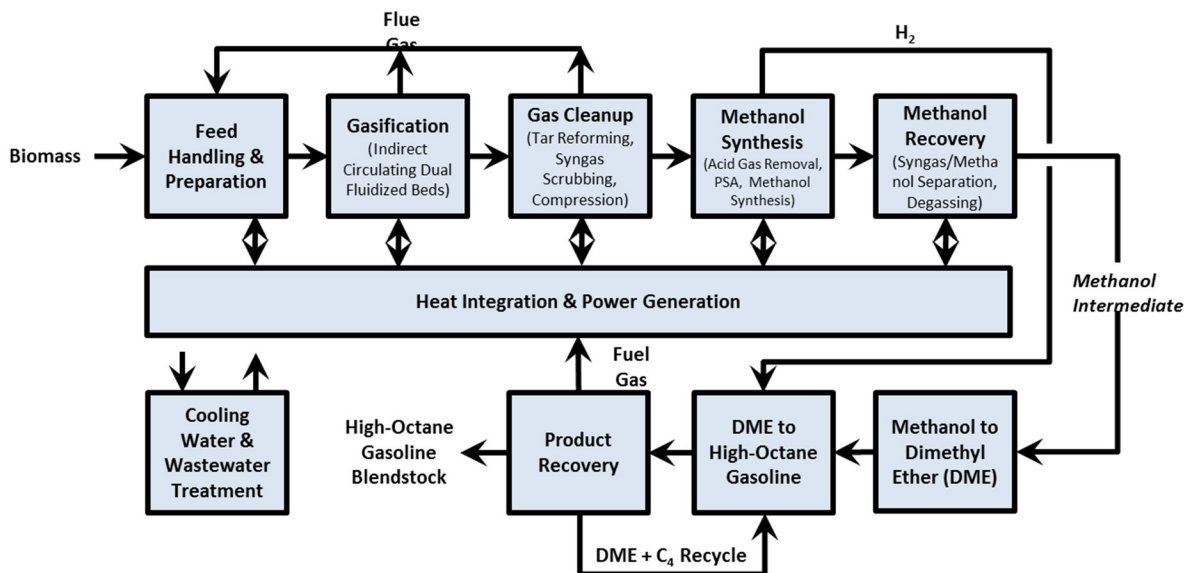 Flue
Gas
H₂
Biomass
Feed
Handling &
Preparation
Gasification
(Indirect
Circulating Dual
Fluidized Beds)
Gas Cleanup
(Tar Reforming,
Syngas
Scrubbing,
Compression)
Methanol
Synthesis
(Acid Gas Removal,
PSA, Methanol
Synthesis)
Methanol
Recovery
(Syngas/Metha
nol Separation,
Degassing)
Heat Integration & Power Generation
Methanol
Intermediate
Fuel
Gas
Cooling
Water &
Wastewater
Treatment
High-Octane
Gasoline
Blendstock
Product
Recovery
DME to
High-Octane
Gasoline
Methanol to
Dimethyl
Ether (DME)
DME + C₄ Recycle